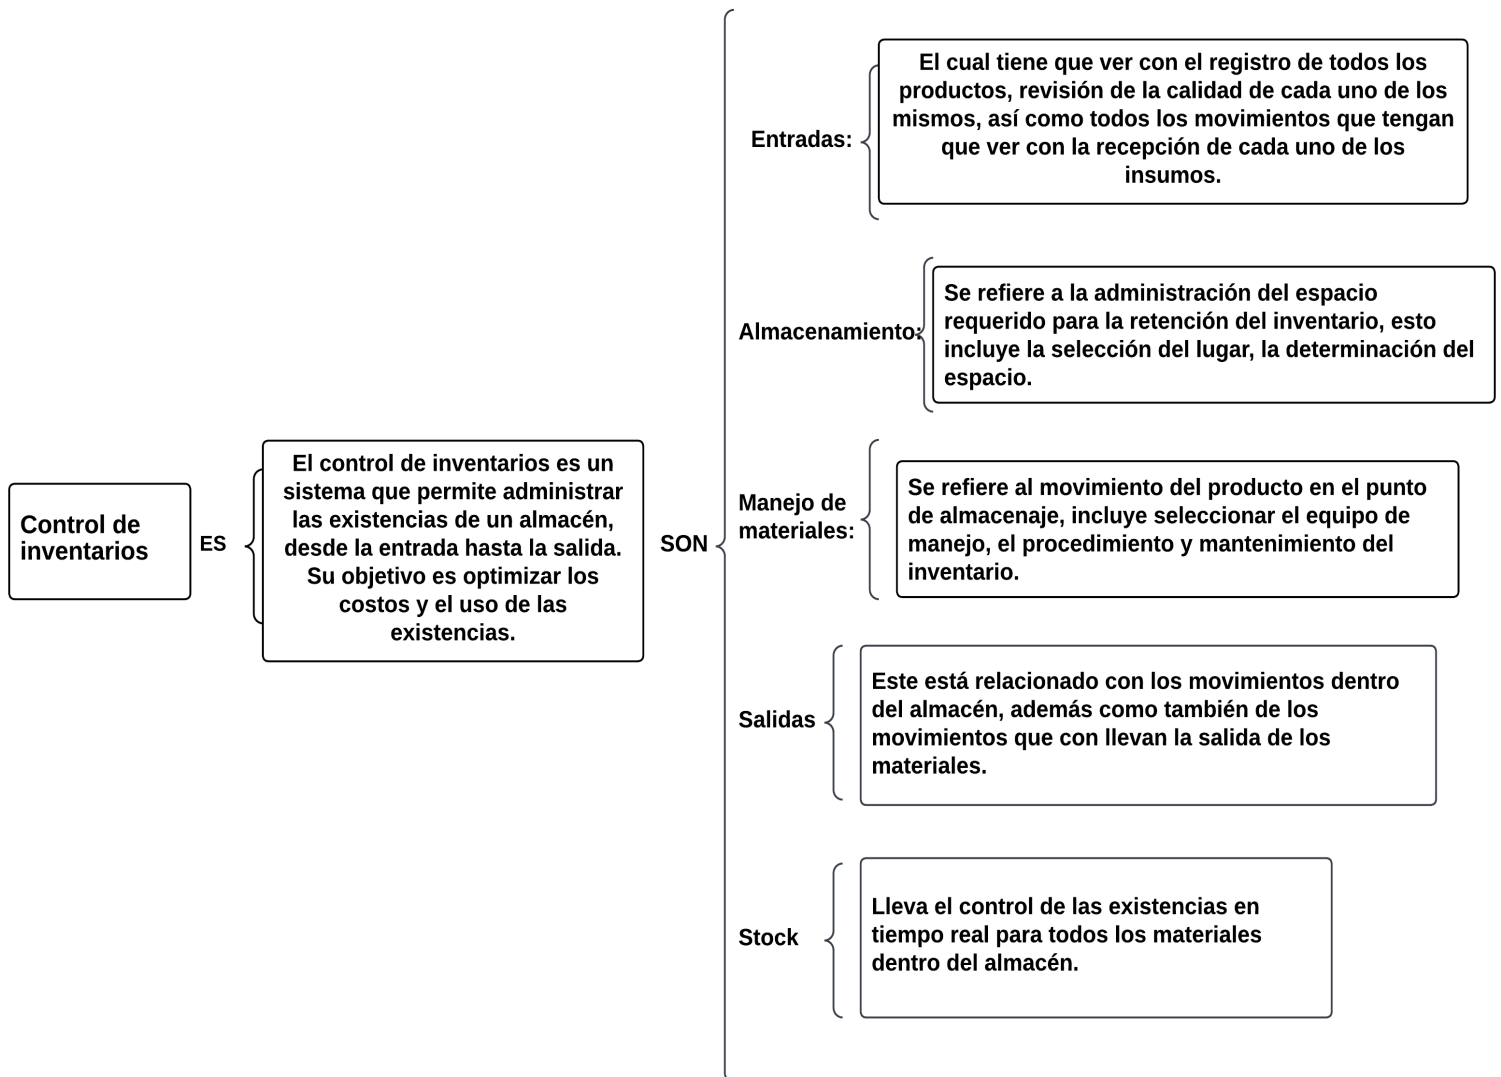 Control de
inventarios
ES
El control de inventarios es un
sistema que permite administrar
las existencias de un almacén,
desde la entrada hasta la salida.
Su objetivo es optimizar los
costos y el uso de las
existencias.
SON
Entradas:
El cual tiene que ver con el registro de todos los
productos, revisión de la calidad de cada uno de los
mismos, así como todos los movimientos que tengan
que ver con la recepción de cada uno de los
insumos.
Almacenamiento:
Se refiere a la administración del espacio
requerido para la retención del inventario, esto
incluye la selección del lugar, la determinación del
espacio.
Manejo de
materiales:
Se refiere al movimiento del producto en el punto
de almacenaje, incluye seleccionar el equipo de
manejo, el procedimiento y mantenimiento del
inventario.
Salidas
Este está relacionado con los movimientos dentro
del almacén, además como también de los
movimientos que con llevan la salida de los
materiales.
Stock
Lleva el control de las existencias en
tiempo real para todos los materiales
dentro del almacén.